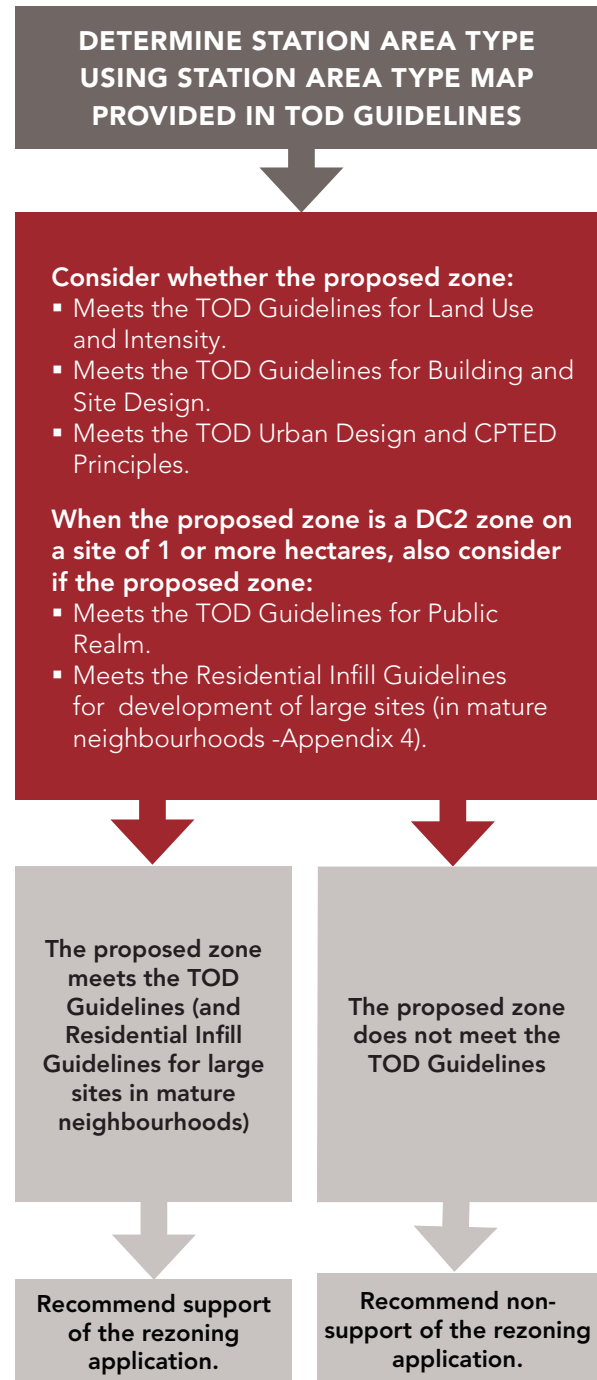 DETERMINE STATION AREA TYPE
USING STATION AREA TYPE MAP
PROVIDED IN TOD GUIDELINES
Consider whether the proposed zone:
▪ Meets the TOD Guidelines for Land Use
and Intensity.
▪ Meets the TOD Guidelines for Building and
Site Design.
▪ Meets the TOD Urban Design and CPTED
Principles.
When the proposed zone is a DC2 zone on
a site of 1 or more hectares, also consider
if the proposed zone:
▪ Meets the TOD Guidelines for Public
Realm.
▪ Meets the Residential Infill Guidelines
for development of large sites (in mature
neighbourhoods -Appendix 4).
The proposed zone
meets the TOD
Guidelines (and
Residential Infill
Guidelines for large
sites in mature
neighbourhoods)
The proposed zone
does not meet the
TOD Guidelines
Recommend support
of the rezoning
application.
Recommend non-
support of the rezoning
application.